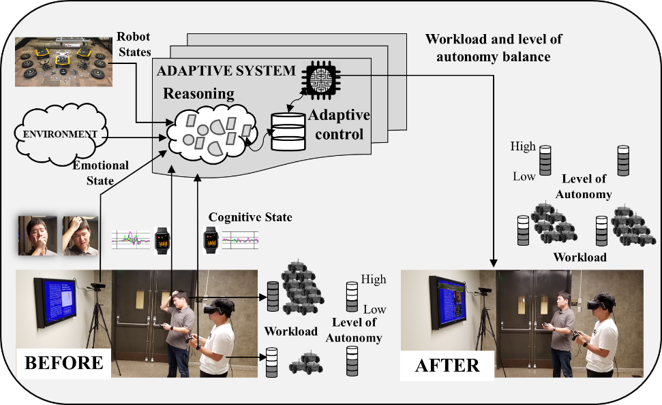 Robot
States
Workload and level of
autonomy balance
ADAPTIVE SYSTEM
Reasoning
Adaptive
control
ENVIRONMENT
Emotional
State
High
Low
Level of
Autonomy
Workload
Cognitive State
High
Low
Workload
Level of
Autonomy
BEFORE
AFTER